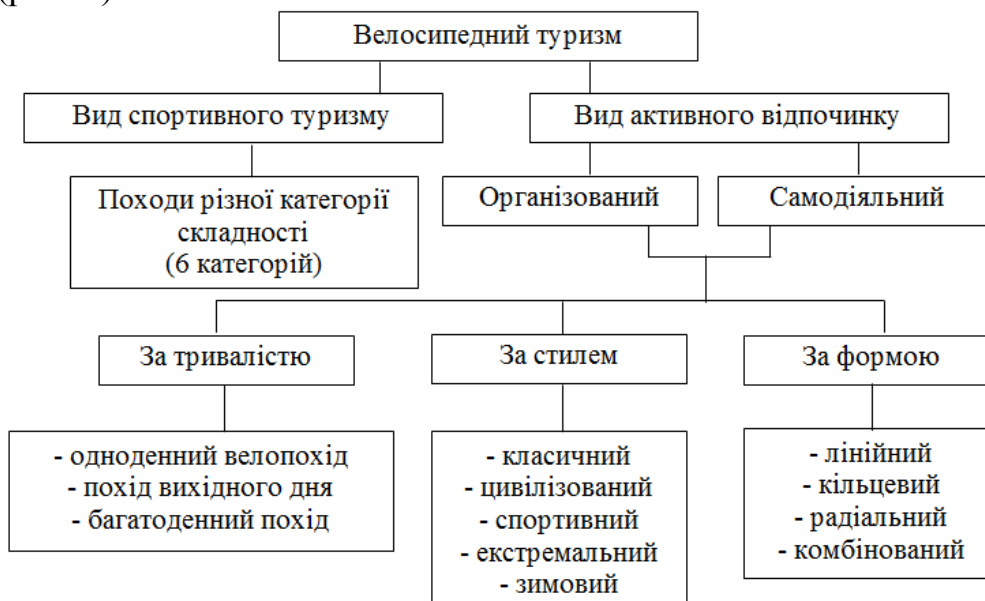 Велосипедний туризм
Вид спортивного туризму
Вид активного відпочинку
Походи різної категорії
складності
(6 категорій)
Організований
Самодіяльний
За тривалістю
За стилем
За формою
- одноденний велопохід
- похід вихідного дня
- багатоденний похід
- класичний
- цивілізований
- спортивний
- екстремальний
- зимовий
- лінійний
- кільцевий
- радіальний
- комбінований